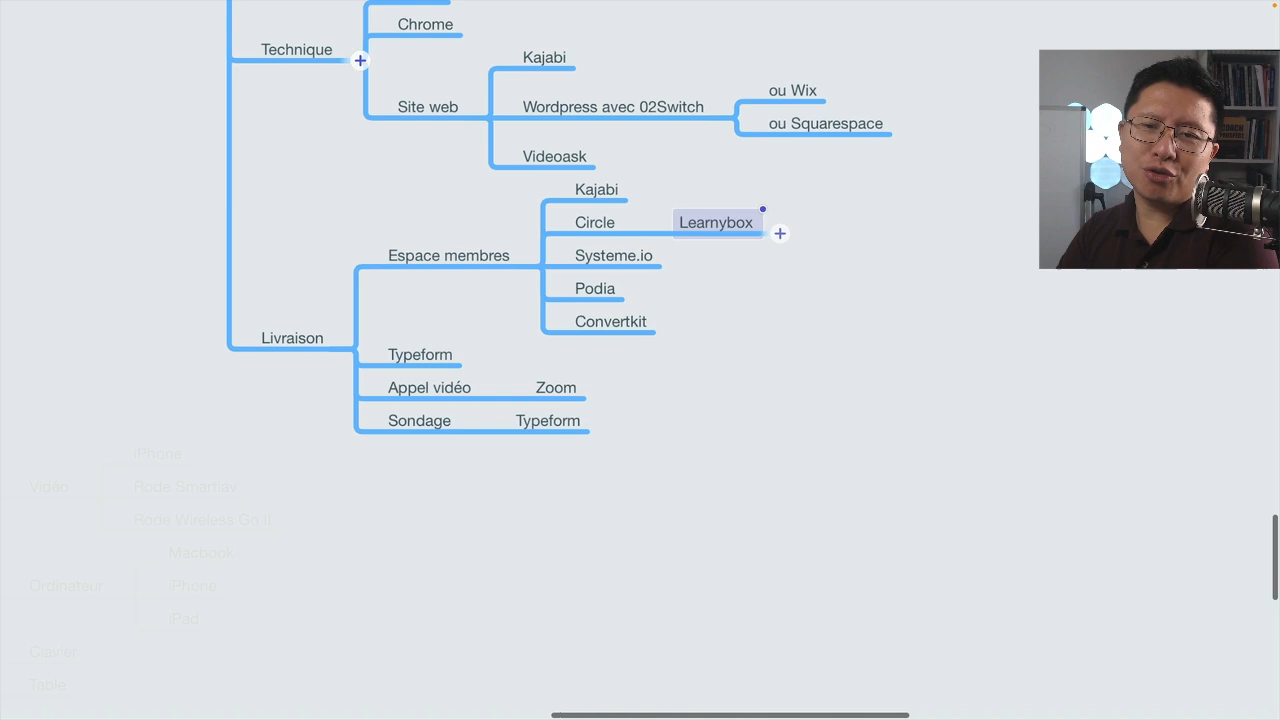 Chrome
Technique
Kajabi
ou Wix
Site web
Wordpress avec 02Switch
ou Squarespace
Videoask
Kajabi
Circle
Learnybox
Espace membres
Systeme.io
Podia
Convertkit
Livraison
Typeform
Appel vidéo
Zoom
Sondage
Typeform
iPhone
Vidéo
Rode Smartlav
Rode Wireless Go II
Macbook
Ordinateur
iPhone
iPad
Clavier
Table
COACH